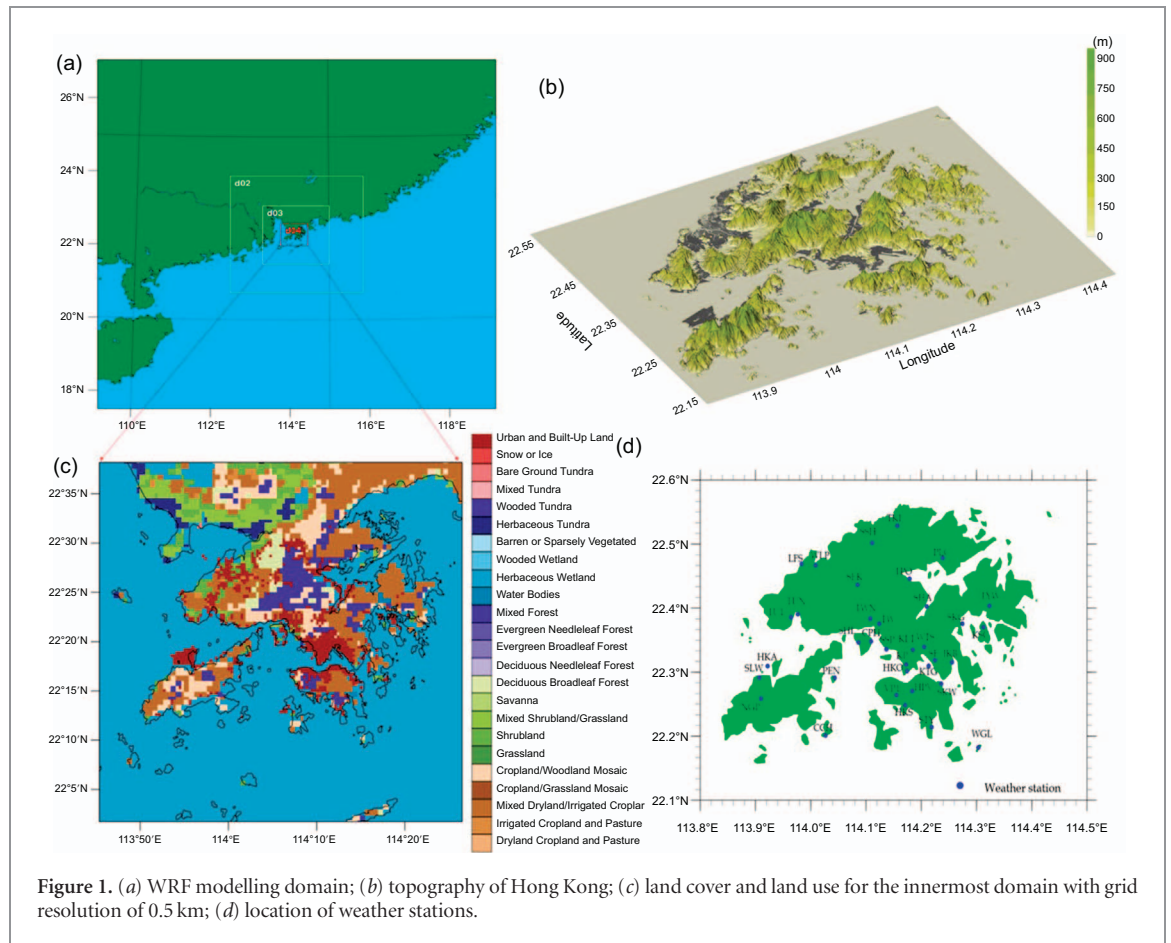 (a)
26°N
24°N
22°N
20°N
18°N
110°E 112°E 114°E 116°E 118°E
d02
d03
d04
(b)
(m)
900
750
600
450
300
150
0
22.55
22.45
22.35
22.25
22.15
Latitude
113.9
114
114.1
114.2
114.3
114.4
Longitude
(c)
22°35'N
22°30'N
22°25'N
22°20'N
22°15'N
22°10'N
22°5'N
113°50'E 114°E 114°10'E 114°20'E
Urban and Built-Up Land
Snow or Ice
Bare Ground Tundra
Mixed Tundra
Wooded Tundra
Herbaceous Tundra
Barren or Sparsely Vegetated
Wooded Wetland
Herbaceous Wetland
Water Bodies
Mixed Forest
Evergreen Needleleaf Forest
Evergreen Broadleaf Forest
Deciduous Needleleaf Forest
Deciduous Broadleaf Forest
Savanna
Mixed Shrubland/Grassland
Shrubland
Grassland
Cropland/Woodland Mosaic
Cropland/Grassland Mosaic
Mixed Dryland/Irrigated Croplar
Irrigated Cropland and Pasture
Dryland Cropland and Pasture
(d)
22.6°N
22.5°N
22.4°N
22.3°N
22.2°N
22.1°N
113.8°E 113.9°E 114.0°E 114.1°E 114.2°E 114.3°E 114.5°E
LFS
HKA
SLW
PEN
HKO
HKS
CCH
WGL
Weather station
Figure 1. (a) WRF modelling domain; (b) topography of Hong Kong; (c) land cover and land use for the innermost domain with grid
resolution of 0.5 km; (d) location of weather stations.